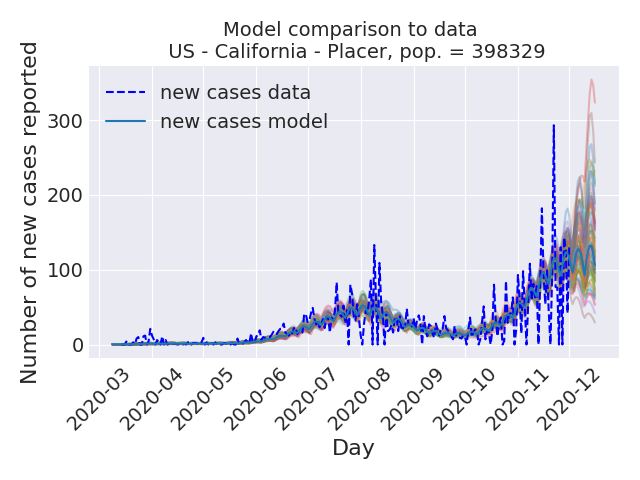 Model comparison to data
US - California - Placer, pop. = 398329
Number of new cases reported
300
200
100
0
new cases data
new cases model
2020-03
2020-04
2020-05
2020-06
2020-07
2020-08
2020-09
2020-10
2020-11
2020-12
Day